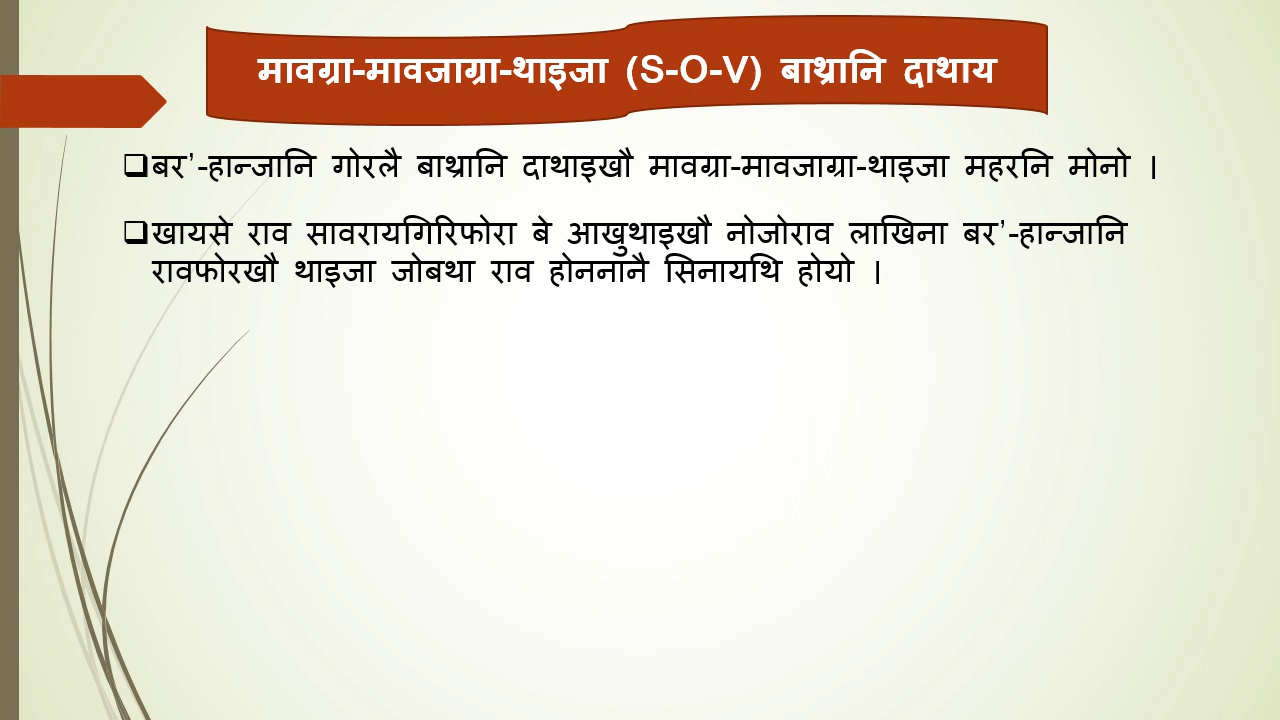 मावग्रा-मावजाग्रा-थाइजा (S-O-V) बाथ्रानि दाथाय
❑बर’-हान्जानि गोरलै बाथ्रानि दाथाइखौ मावग्रा-मावजाग्रा-थाइजा महरनि मोनो ।
❑खायसे राव सावरायगिरिफोरा बे आखुथाइखौ नोजोराव लाखिना बर’-हान्जानि
रावफोरखौ थाइजा जोबथा राव होननानै सिनायथि होयो ।